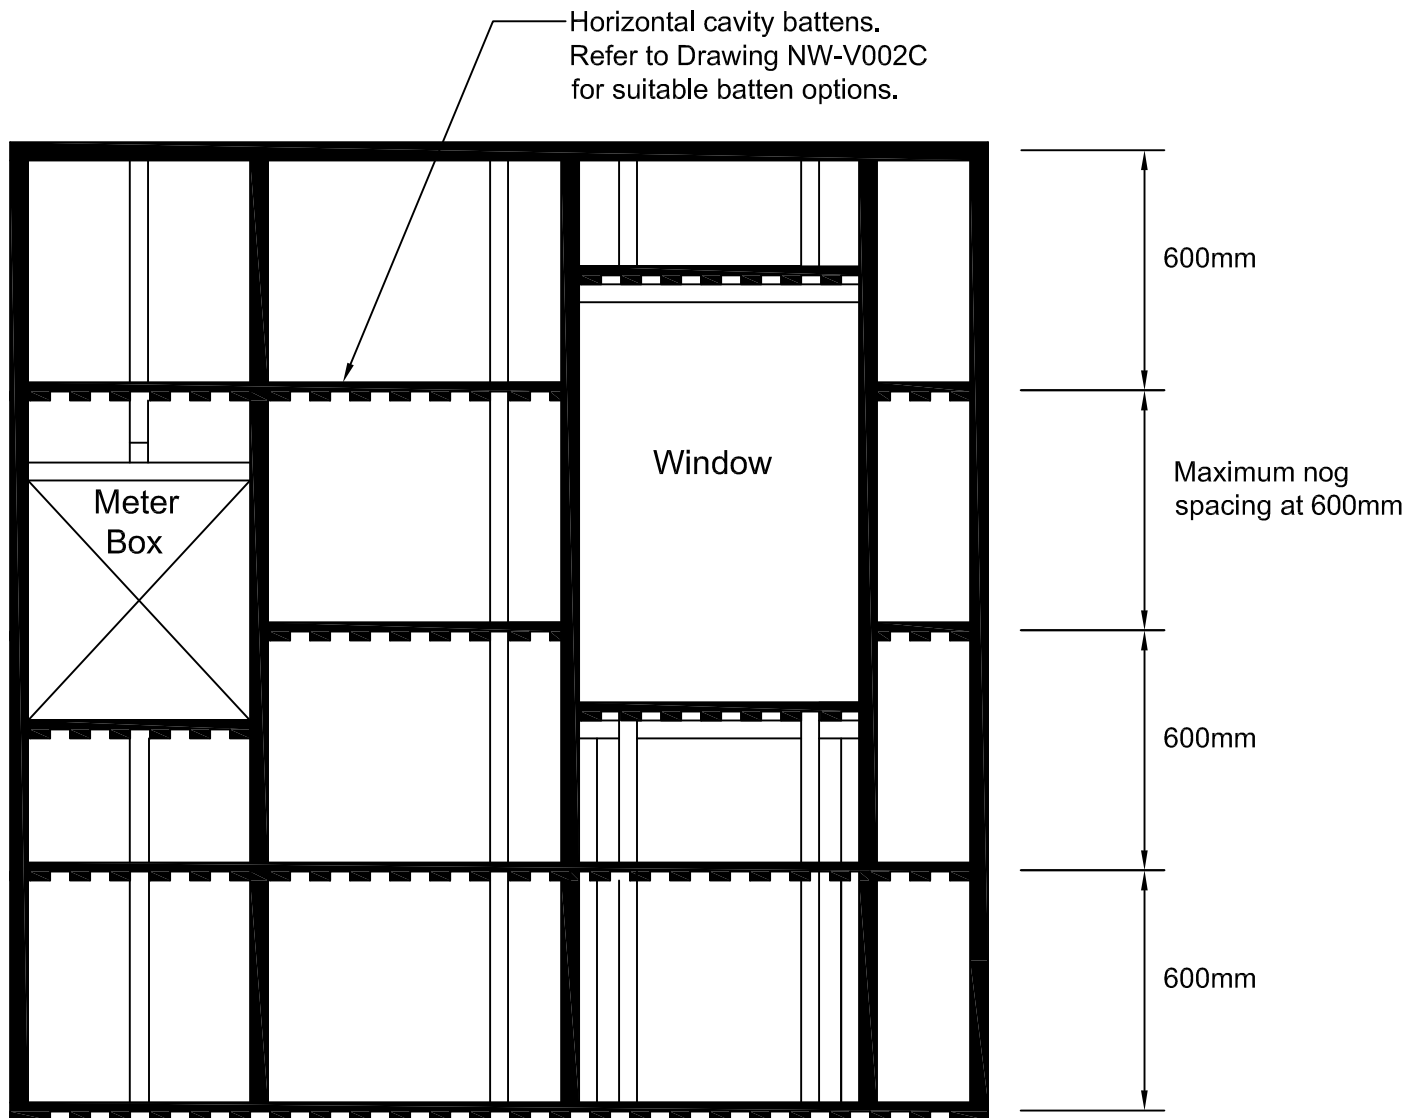 Horizontal cavity battens.
Refer to Drawing NW-V002C
for suitable batten options.
600mm
Window
Maximum nog
spacing at 600mm
Meter
Box
600mm
600mm